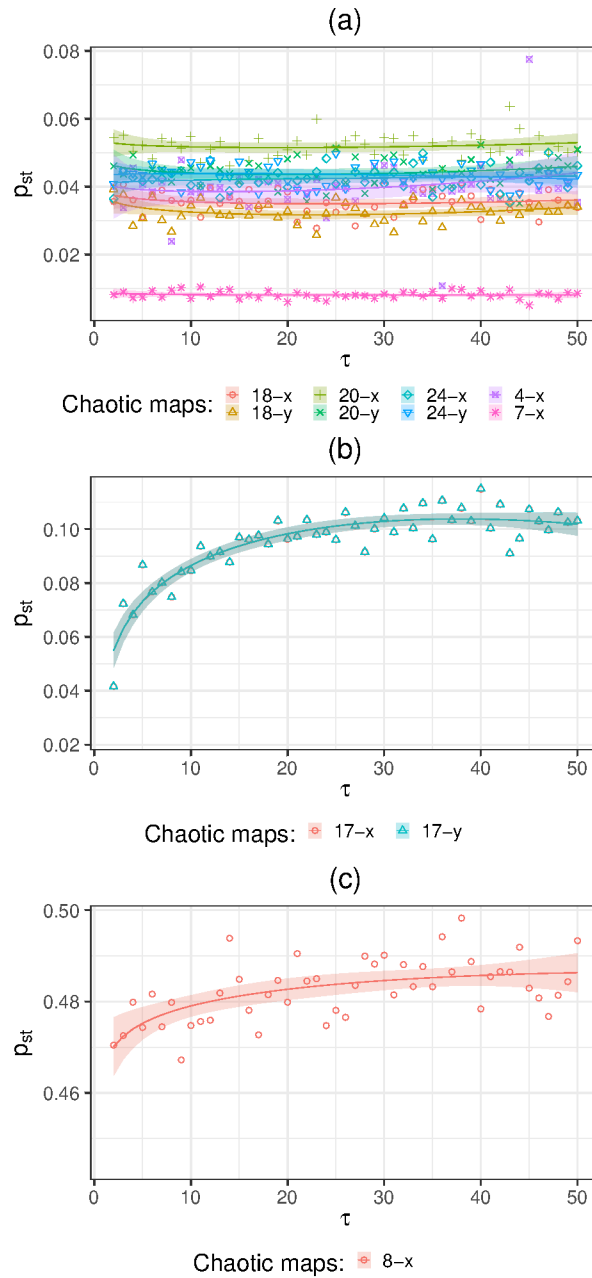 (a)
0.08
0.06
0.04
0.02
p_st
0 10 20 30 40 50
τ
Chaotic maps: 18−x 20−x 24−x 4−x
18−y 20−y 24−y 7−x
(b)
0.10
0.08
0.06
0.04
0.02
p_st
0 10 20 30 40 50
τ
Chaotic maps: 17−x 17−y
(c)
0.50
0.48
0.46
p_st
0 10 20 30 40 50
τ
Chaotic maps: 8−x